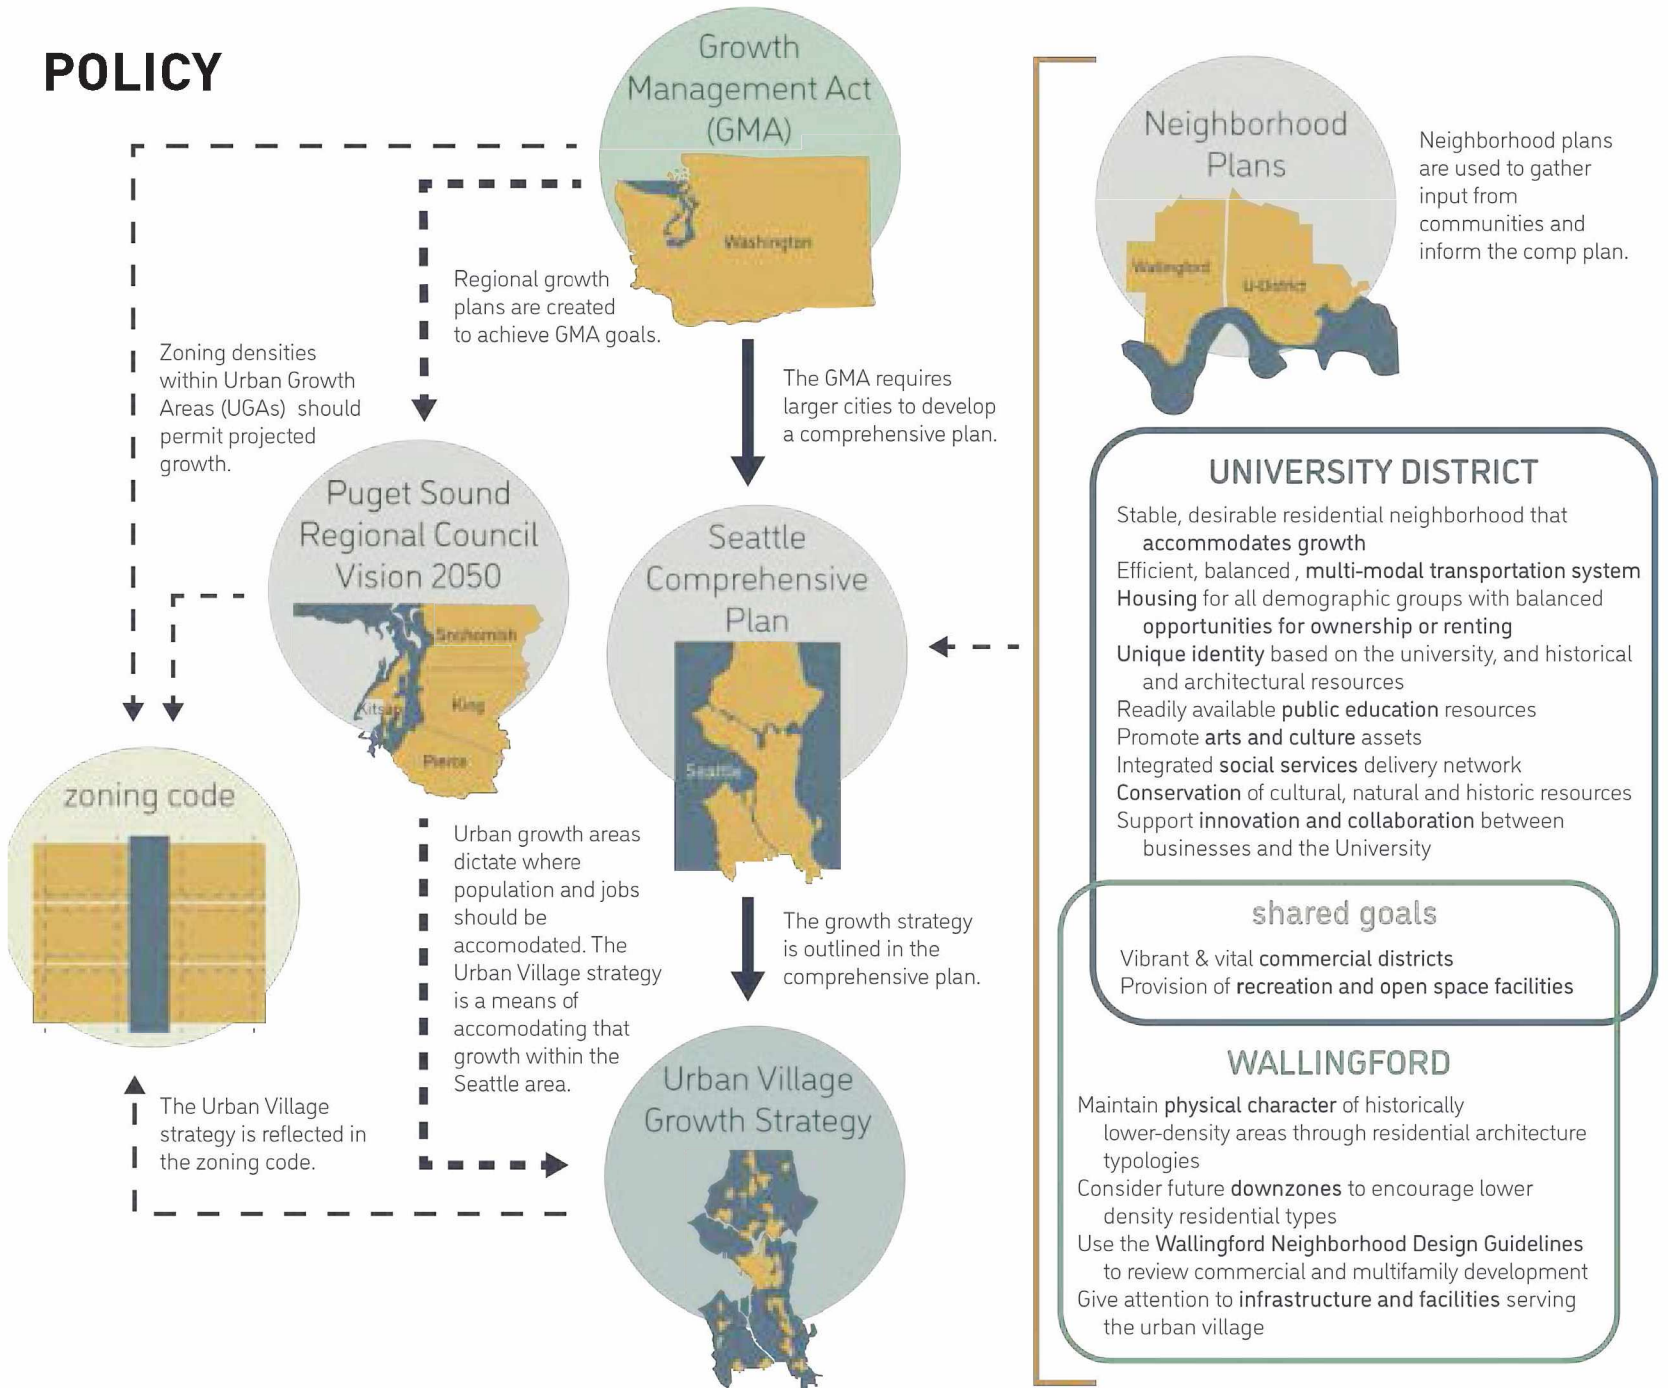 POLICY
Growth
Management Act
(GMA)
Washington
Regional growth
plans are created
to achieve GMA goals.
Zoning densities
within Urban Growth
Areas (UGAs) should
permit projected
growth.
The GMA requires
larger cities to develop
a comprehensive plan.
Puget Sound
Regional Council
Vision 2050
Snohomish
Kitsap
King
Pierce
Seattle
Comprehensive
Plan
Seattle
zoning code
Urban growth areas
dictate where
population and jobs
should be
accomodated. The
Urban Village strategy
is a means of
accomodating that
growth within the
Seattle area.
The growth strategy
is outlined in the
comprehensive plan.
Urban Village
Growth Strategy
The Urban Village
strategy is reflected in
the zoning code.
Neighborhood
Plans
Wallingford
U-District
Neighborhood plans
are used to gather
input from
communities and
inform the comp plan.
UNIVERSITY DISTRICT
Stable, desirable residential neighborhood that
accommodates growth
Efficient, balanced , multi-modal transportation system
Housing for all demographic groups with balanced
opportunities for ownership or renting
Unique identity based on the university, and historical
and architectural resources
Readily available public education resources
Promote arts and culture assets
Integrated social services delivery network
Conservation of cultural, natural and historic resources
Support innovation and collaboration between
businesses and the University
shared goals
Vibrant & vital commercial districts
Provision of recreation and open space facilities
WALLINGFORD
Maintain physical character of historically
lower-density areas through residential architecture
typologies
Consider future downzones to encourage lower
density residential types
Use the Wallingford Neighborhood Design Guidelines
to review commercial and multifamily development
Give attention to infrastructure and facilities serving
the urban village